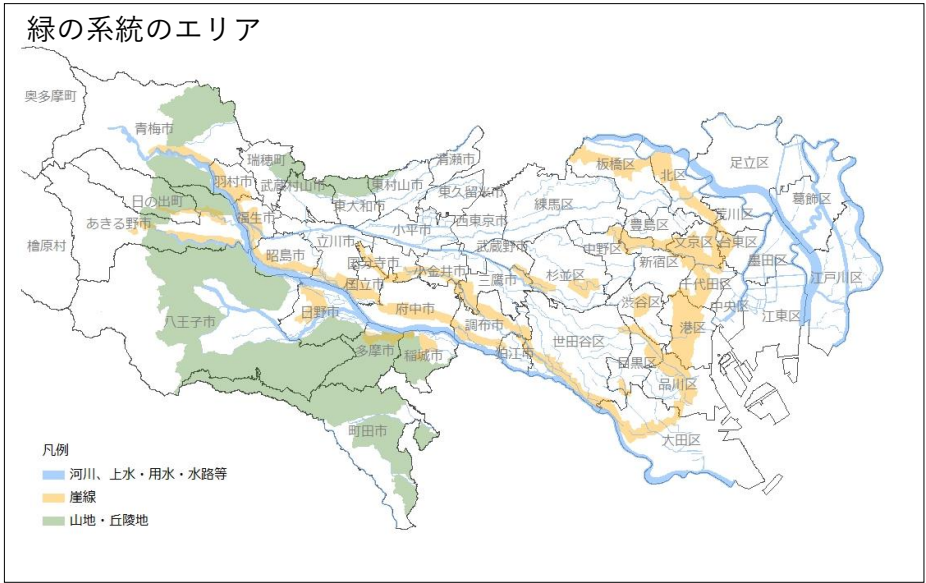 緑の系統のエリア
奥多摩町
青梅市
瑞穂町
清瀬市
板橋区
足立区
北区
羽村市
武蔵村山市
東村山市
東久留米市
日の出町
東大和市
練馬区
葛飾区
荒川区
福生市
あきる野市
小平市
西東京市
豊島区
文京区
台東区
檜原村
昭島市
立川市
国分寺市
武蔵野市
中野区
新宿区
墨田区
小金井市
三鷹市
杉並区
千代田区
江戸川区
国立市
渋谷区
中央区
八王子市
日野市
府中市
調布市
港区
江東区
多摩市
稲城市
狛江市
世田谷区
目黒区
品川区
町田市
大田区
凡例
河川、上水・用水・水路等
崖線
山地・丘陵地